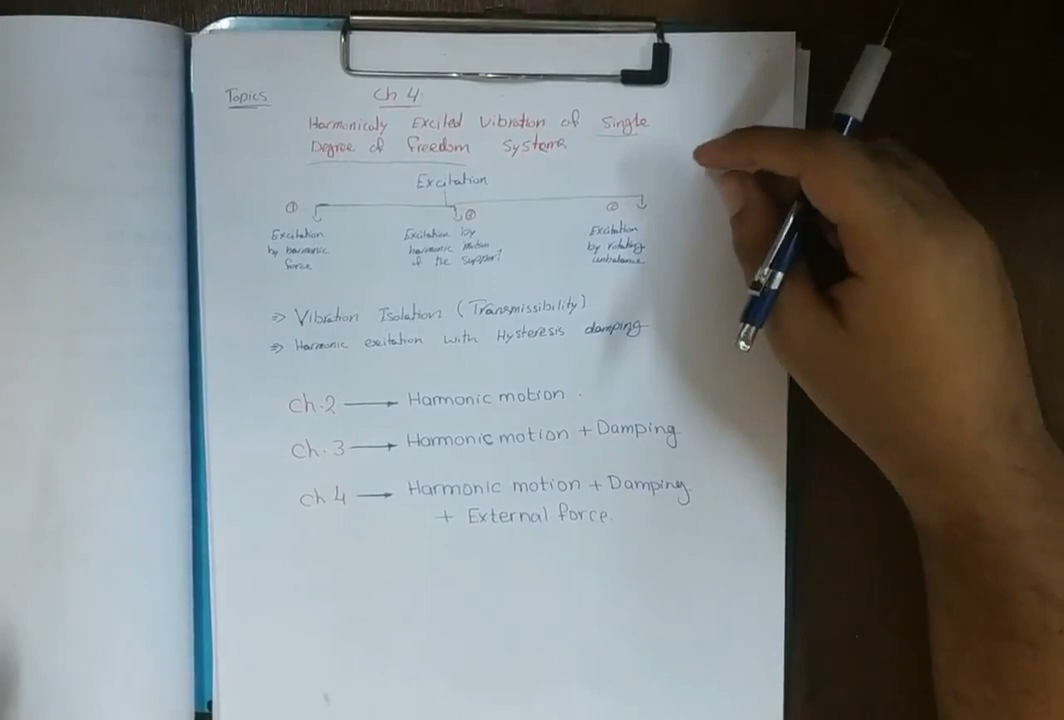 Topics
Ch 4.
Harmonicaly Excited Vibration of Single
Degree of freedom Systems
Excitation
① ② ②
Excitation
by harmonic
force
Excitation by
harmonic motion
of the support
Excitation
by rotating
unbalance
⇒ Vibration Isolation (Transmissibility)
⇒ Harmonic excitation with Hysteresis damping
Ch.2 → Harmonic motion.
Ch. 3 → Harmonic motion + Damping
Ch 4 → Harmonic motion + Damping
+ External force.